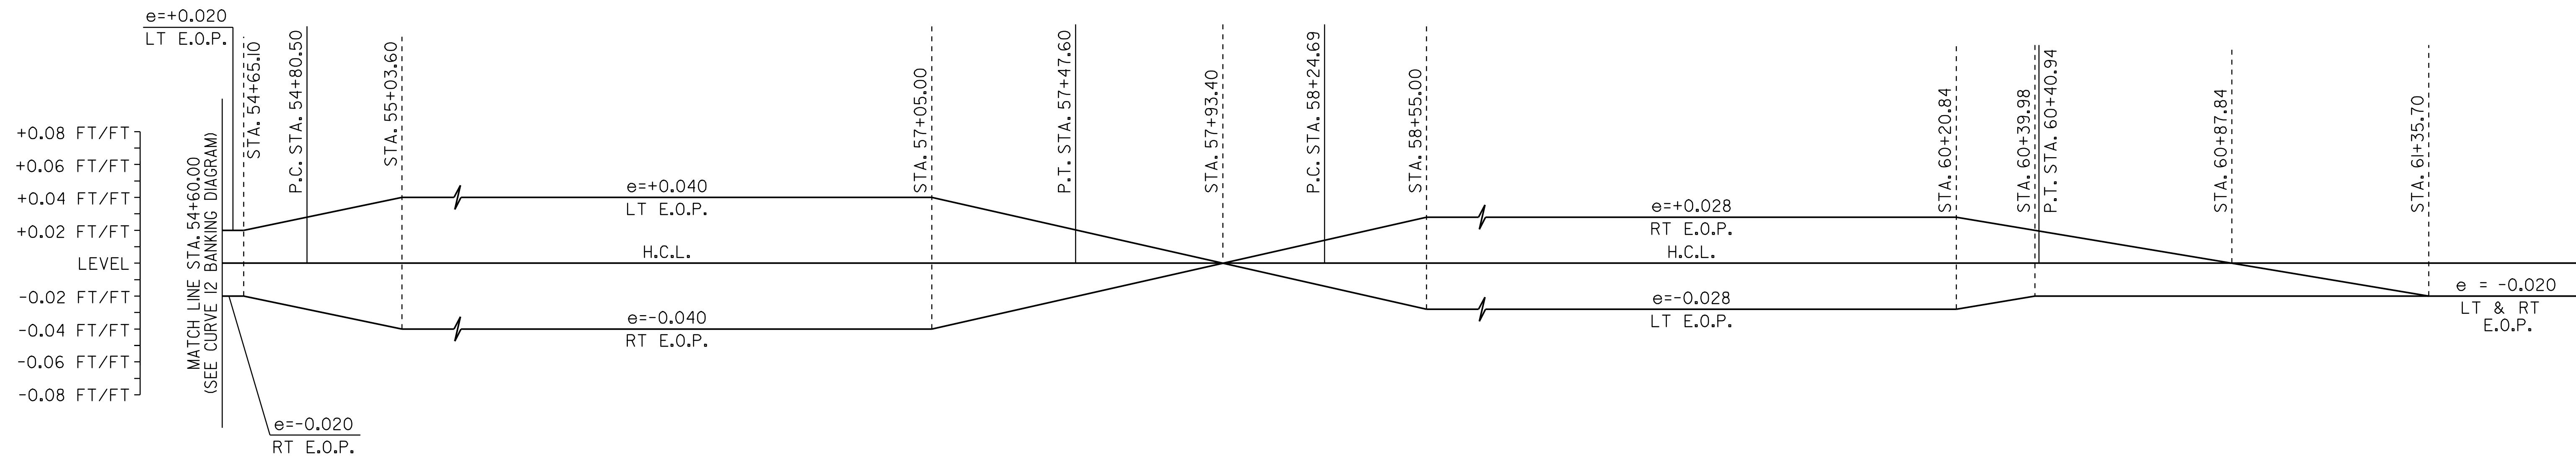 e=+0.020
LT E.O.P.
+0.08 FT/FT
+0.06 FT/FT
+0.04 FT/FT
+0.02 FT/FT
LEVEL
-0.02 FT/FT
-0.04 FT/FT
-0.06 FT/FT
-0.08 FT/FT
MATCH LINE STA. 54+60.00
(SEE CURVE 12 BANKING DIAGRAM)
STA. 54+65.10
P.C. STA. 54+80.50
STA. 55+03.60
e=+0.040
LT E.O.P.
H.C.L.
e=-0.040
RT E.O.P.
e=-0.020
RT E.O.P.
STA. 57+05.00
P.T. STA. 57+47.60
STA. 57+93.40
P.C. STA. 58+24.69
STA. 58+55.00
e=+0.028
RT E.O.P.
H.C.L.
e=-0.028
LT E.O.P.
STA. 60+20.84
STA. 60+39.98
P.T. STA. 60+40.94
STA. 60+87.84
STA. 61+35.70
e = -0.020
LT & RT
E.O.P.